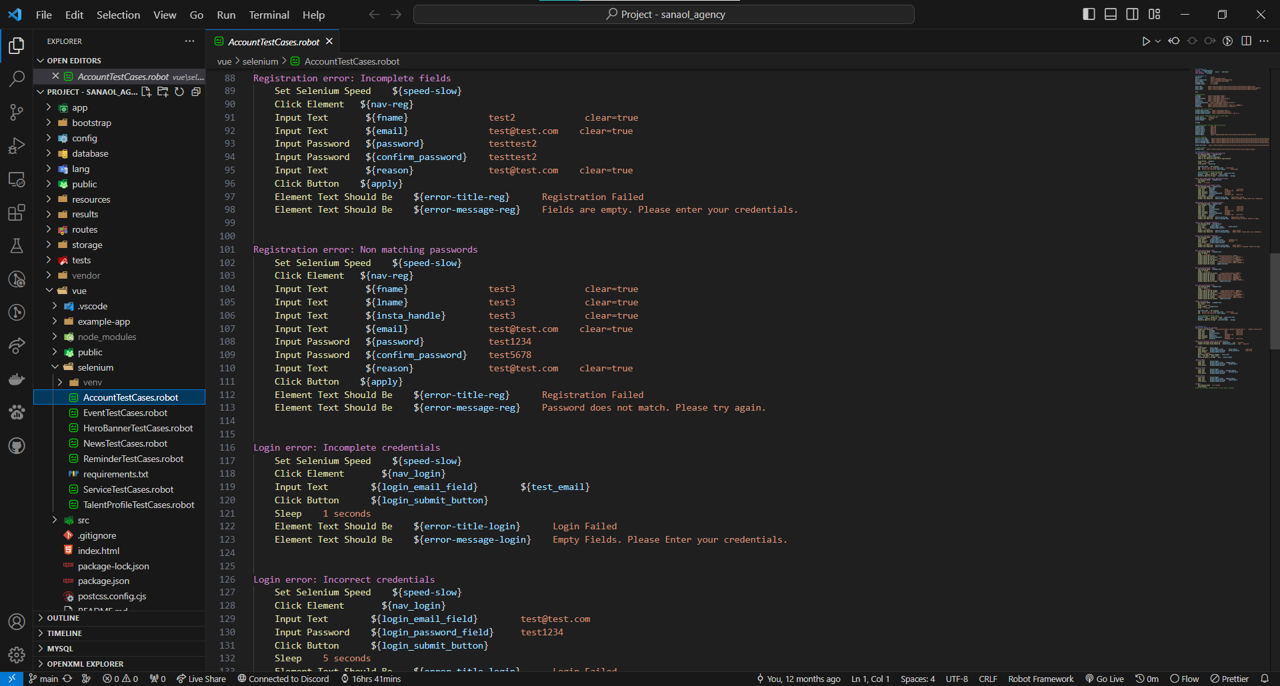 File Edit Selection View Go Run Terminal Help
Project - sanaol_agency
EXPLORER
OPEN EDITORS
AccountTestCases.robot vue\sel...
PROJECT - SANAOL_AG...
app
bootstrap
config
database
lang
public
resources
results
routes
storage
tests
vendor
vue
.vscode
example-app
node_modules
public
selenium
venv
AccountTestCases.robot
EventTestCases.robot
HeroBannerTestCases.robot
NewsTestCases.robot
ReminderTestCases.robot
requirements.txt
ServiceTestCases.robot
TalentProfileTestCases.robot
src
.gitignore
index.html
package-lock.json
package.json
postcss.config.cjs
README.md
OUTLINE
TIMELINE
MYSQL
OPENXML EXPLORER
AccountTestCases.robot
vue > selenium > AccountTestCases.robot
88 Registration error: Incomplete fields
89 Set Selenium Speed ${speed-slow}
90 Click Element ${nav-reg}
91 Input Text ${fname} test2 clear=true
92 Input Text ${email} test@test.com clear=true
93 Input Password ${password} testtest2
94 Input Password ${confirm_password} testtest2
95 Input Text ${reason} test@test.com clear=true
96 Click Button ${apply}
97 Element Text Should Be ${error-title-reg} Registration Failed
98 Element Text Should Be ${error-message-reg} Fields are empty. Please enter your credentials.
99
100
101 Registration error: Non matching passwords
102 Set Selenium Speed ${speed-slow}
103 Click Element ${nav-reg}
104 Input Text ${fname} test3 clear=true
105 Input Text ${lname} test3 clear=true
106 Input Text ${insta_handle} test3 clear=true
107 Input Text ${email} test@test.com clear=true
108 Input Password ${password} test1234
109 Input Password ${confirm_password} test5678
110 Input Text ${reason} test@test.com clear=true
111 Click Button ${apply}
112 Element Text Should Be ${error-title-reg} Registration Failed
113 Element Text Should Be ${error-message-reg} Password does not match. Please try again.
114
115
116 Login error: Incomplete credentials
117 Set Selenium Speed ${speed-slow}
118 Click Element ${nav_login}
119 Input Text ${login_email_field} ${test_email}
120 Click Button ${login_submit_button}
121 Sleep 1 seconds
122 Element Text Should Be ${error-title-login} Login Failed
123 Element Text Should Be ${error-message-login} Empty Fields. Please Enter your credentials.
124
125
126 Login error: Incorrect credentials
127 Set Selenium Speed ${speed-slow}
128 Click Element ${nav_login}
129 Input Text ${login_email_field} test@test.com
130 Input Password ${login_password_field} test1234
131 Click Button ${login_submit_button}
132 Sleep 5 seconds
133 Element Text Should Be ${error-title-login} Login Failed
main 0 0 0 Live Share Connected to Discord 16hrs 41mins You, 12 months ago Ln 1, Col 1 Spaces: 4 UTF-8 CRLF Robot Framework Go Live 0m Flow Prettier